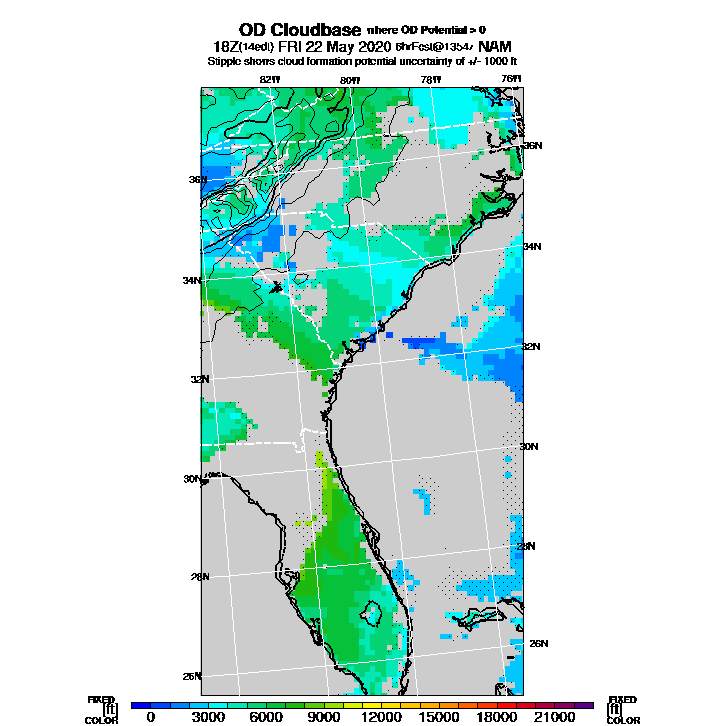 OD Cloudbase where OD Potential > 0
18Z(14edt) FRI 22 May 2020 6hrFcst@1354z NAM
Stipple shows cloud formation potential uncertainty of +/- 1000 ft
82W 80W 78W 76W
36N 36N
34N 34N
32N 32N
30N 30N
28N 28N
26N 26N
FIXED FIXED
[ft] [ft]
COLOR COLOR
0 3000 6000 9000 12000 15000 18000 21000